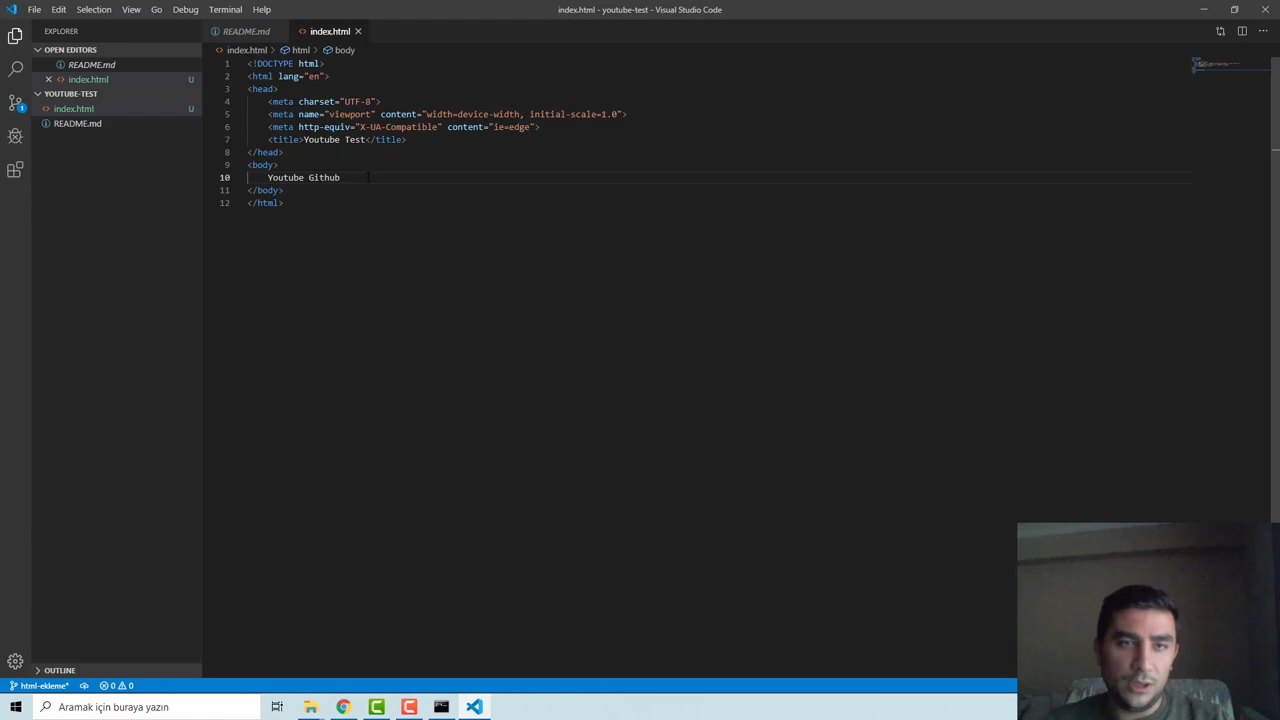 File Edit Selection View Go Debug Terminal Help
index.html - youtube-test - Visual Studio Code
EXPLORER
README.md
index.html
OPEN EDITORS
README.md
index.html U
YOUTUBE-TEST
index.html U
README.md
index.html html body
1 <!DOCTYPE html>
2 <html lang="en">
3 <head>
4 <meta charset="UTF-8">
5 <meta name="viewport" content="width=device-width, initial-scale=1.0">
6 <meta http-equiv="X-UA-Compatible" content="ie=edge">
7 <title>Youtube Test</title>
8 </head>
9 <body>
10 Youtube Github
11 </body>
12 </html>
1
OUTLINE
html-ekleme* 0 0
Aramak için buraya yazın